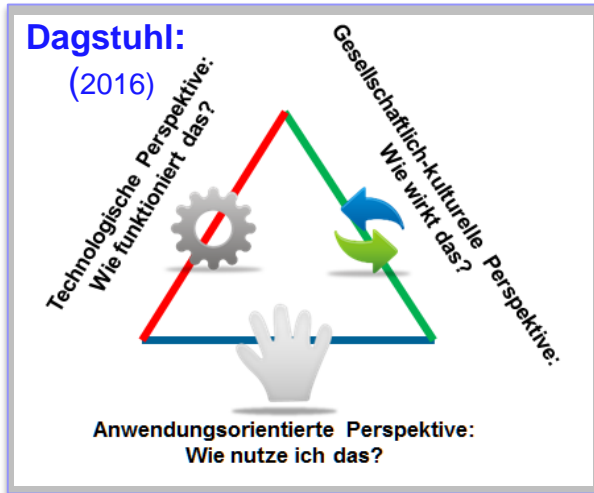 Dagstuhl:
(2016)
Technologische Perspektive:
Wie funktioniert das?
Gesellschaftlich-kulturelle Perspektive:
Wie wirkt das?
Anwendungsorientierte Perspektive:
Wie nutze ich das?